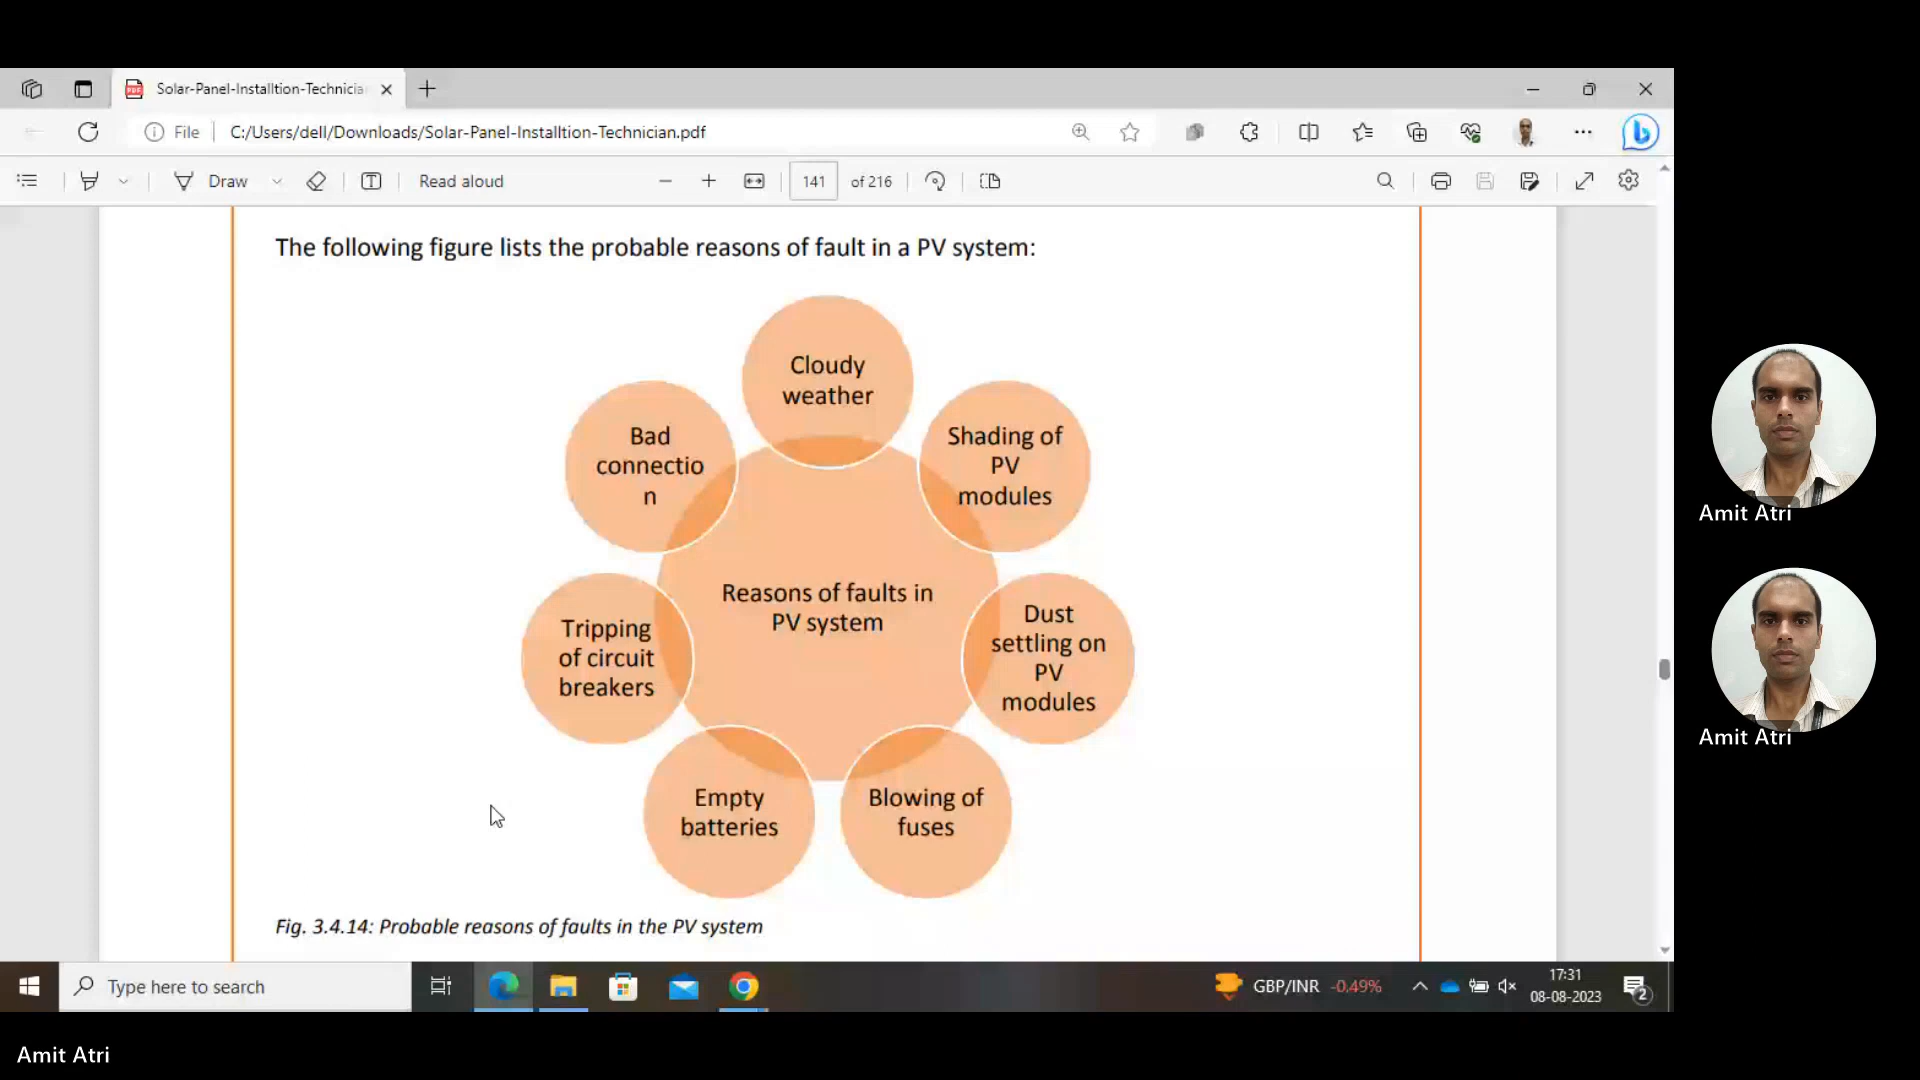 Solar-Panel-Installtion-Technicia
File
C:/Users/dell/Downloads/Solar-Panel-Installtion-Technician.pdf
Draw
Read aloud
141
of 216
The following figure lists the probable reasons of fault in a PV system:
Cloudy
weather
Bad
connectio
n
Shading of
PV
modules
Reasons of faults in
PV system
Tripping
of circuit
breakers
Dust
settling on
PV
modules
Empty
batteries
Blowing of
fuses
Fig. 3.4.14: Probable reasons of faults in the PV system
Type here to search
GBP/INR -0.49%
17:31
08-08-2023
2
Amit Atri
Amit Atri
Amit Atri